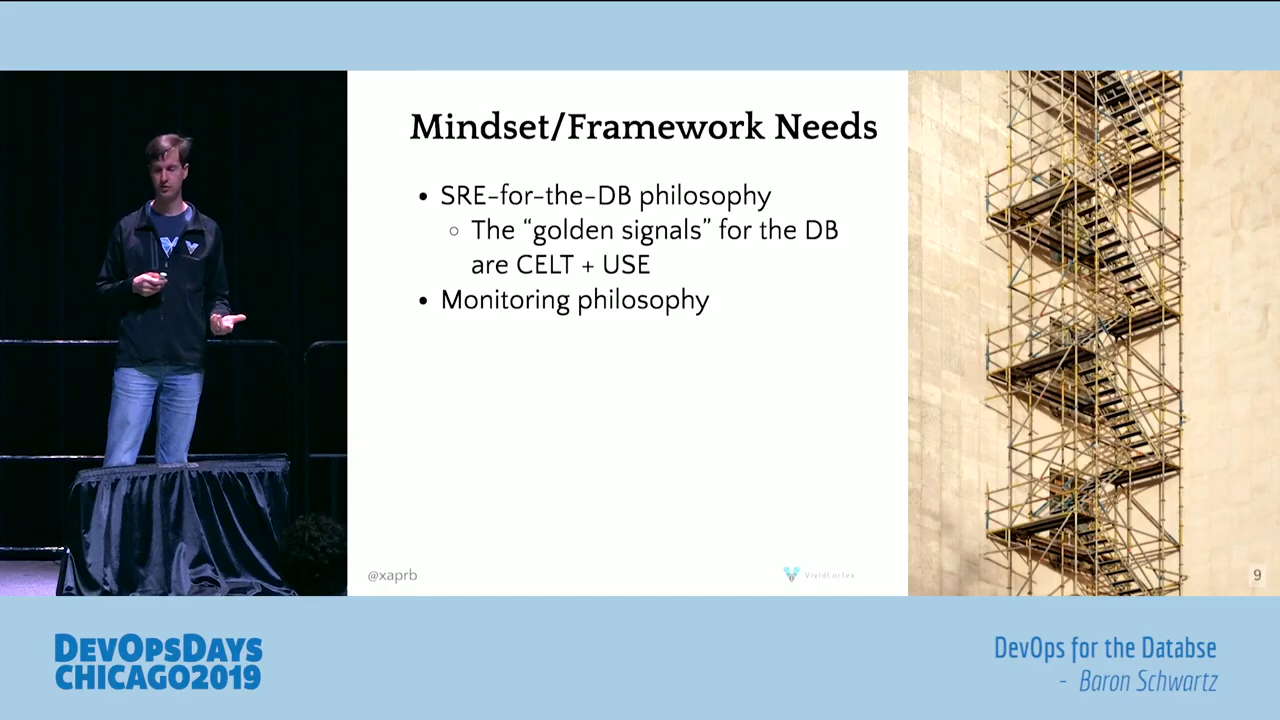 Mindset/Framework Needs
• SRE-for-the-DB philosophy
○ The “golden signals” for the DB
are CELT + USE
• Monitoring philosophy
@xaprb
VividCortex
9
DEVOPSDAYS
CHICAGO2019
DevOps for the Databse
- Baron Schwartz